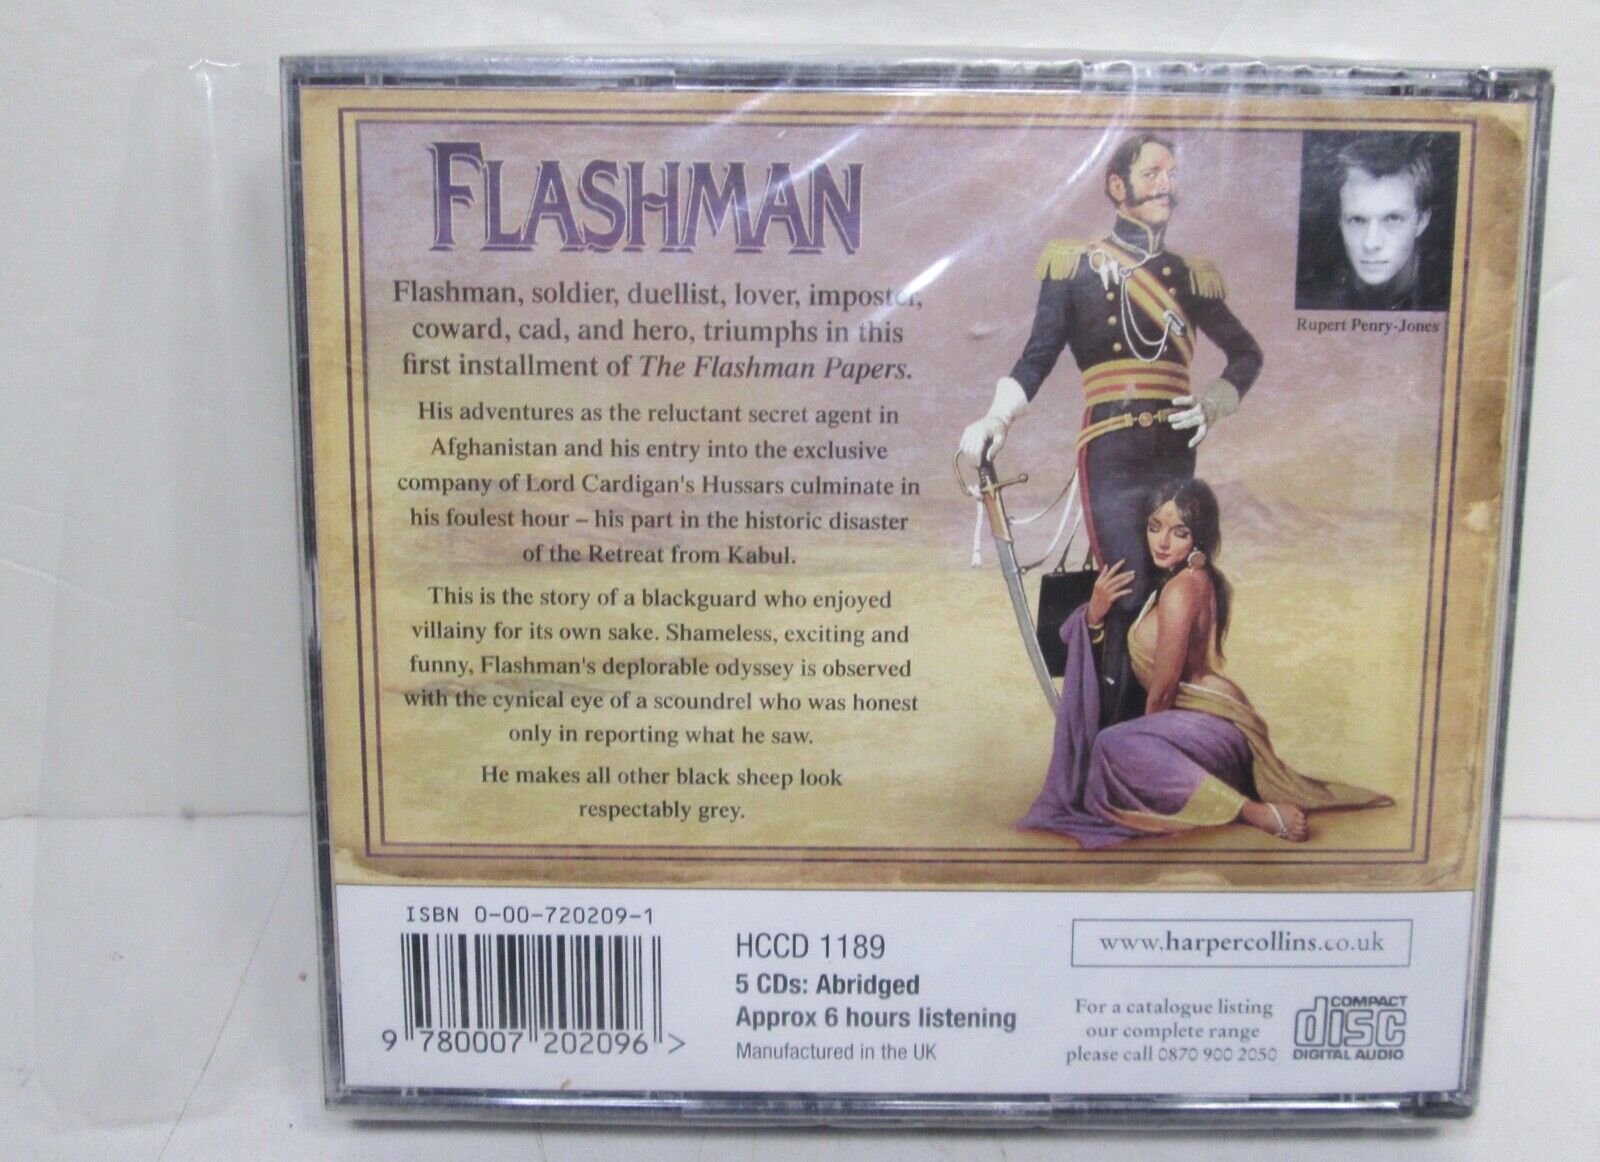 FLASHMAN
Flashman, soldier, duellist, lover, imposter,
coward, cad, and hero, triumphs in this
first installment of The Flashman Papers.
His adventures as the reluctant secret agent in
Afghanistan and his entry into the exclusive
company of Lord Cardigan's Hussars culminate in
his foulest hour – his part in the historic disaster
of the Retreat from Kabul.
This is the story of a blackguard who enjoyed
villainy for its own sake. Shameless, exciting and
funny, Flashman's deplorable odyssey is observed
with the cynical eye of a scoundrel who was honest
only in reporting what he saw.
He makes all other black sheep look
respectably grey.
Rupert Penry-Jones
ISBN 0-00-720209-1
9 780007 202096 >
HCCD 1189
5 CDs: Abridged
Approx 6 hours listening
Manufactured in the UK
www.harpercollins.co.uk
For a catalogue listing
our complete range
please call 0870 900 2050
COMPACT
disc
DIGITAL AUDIO